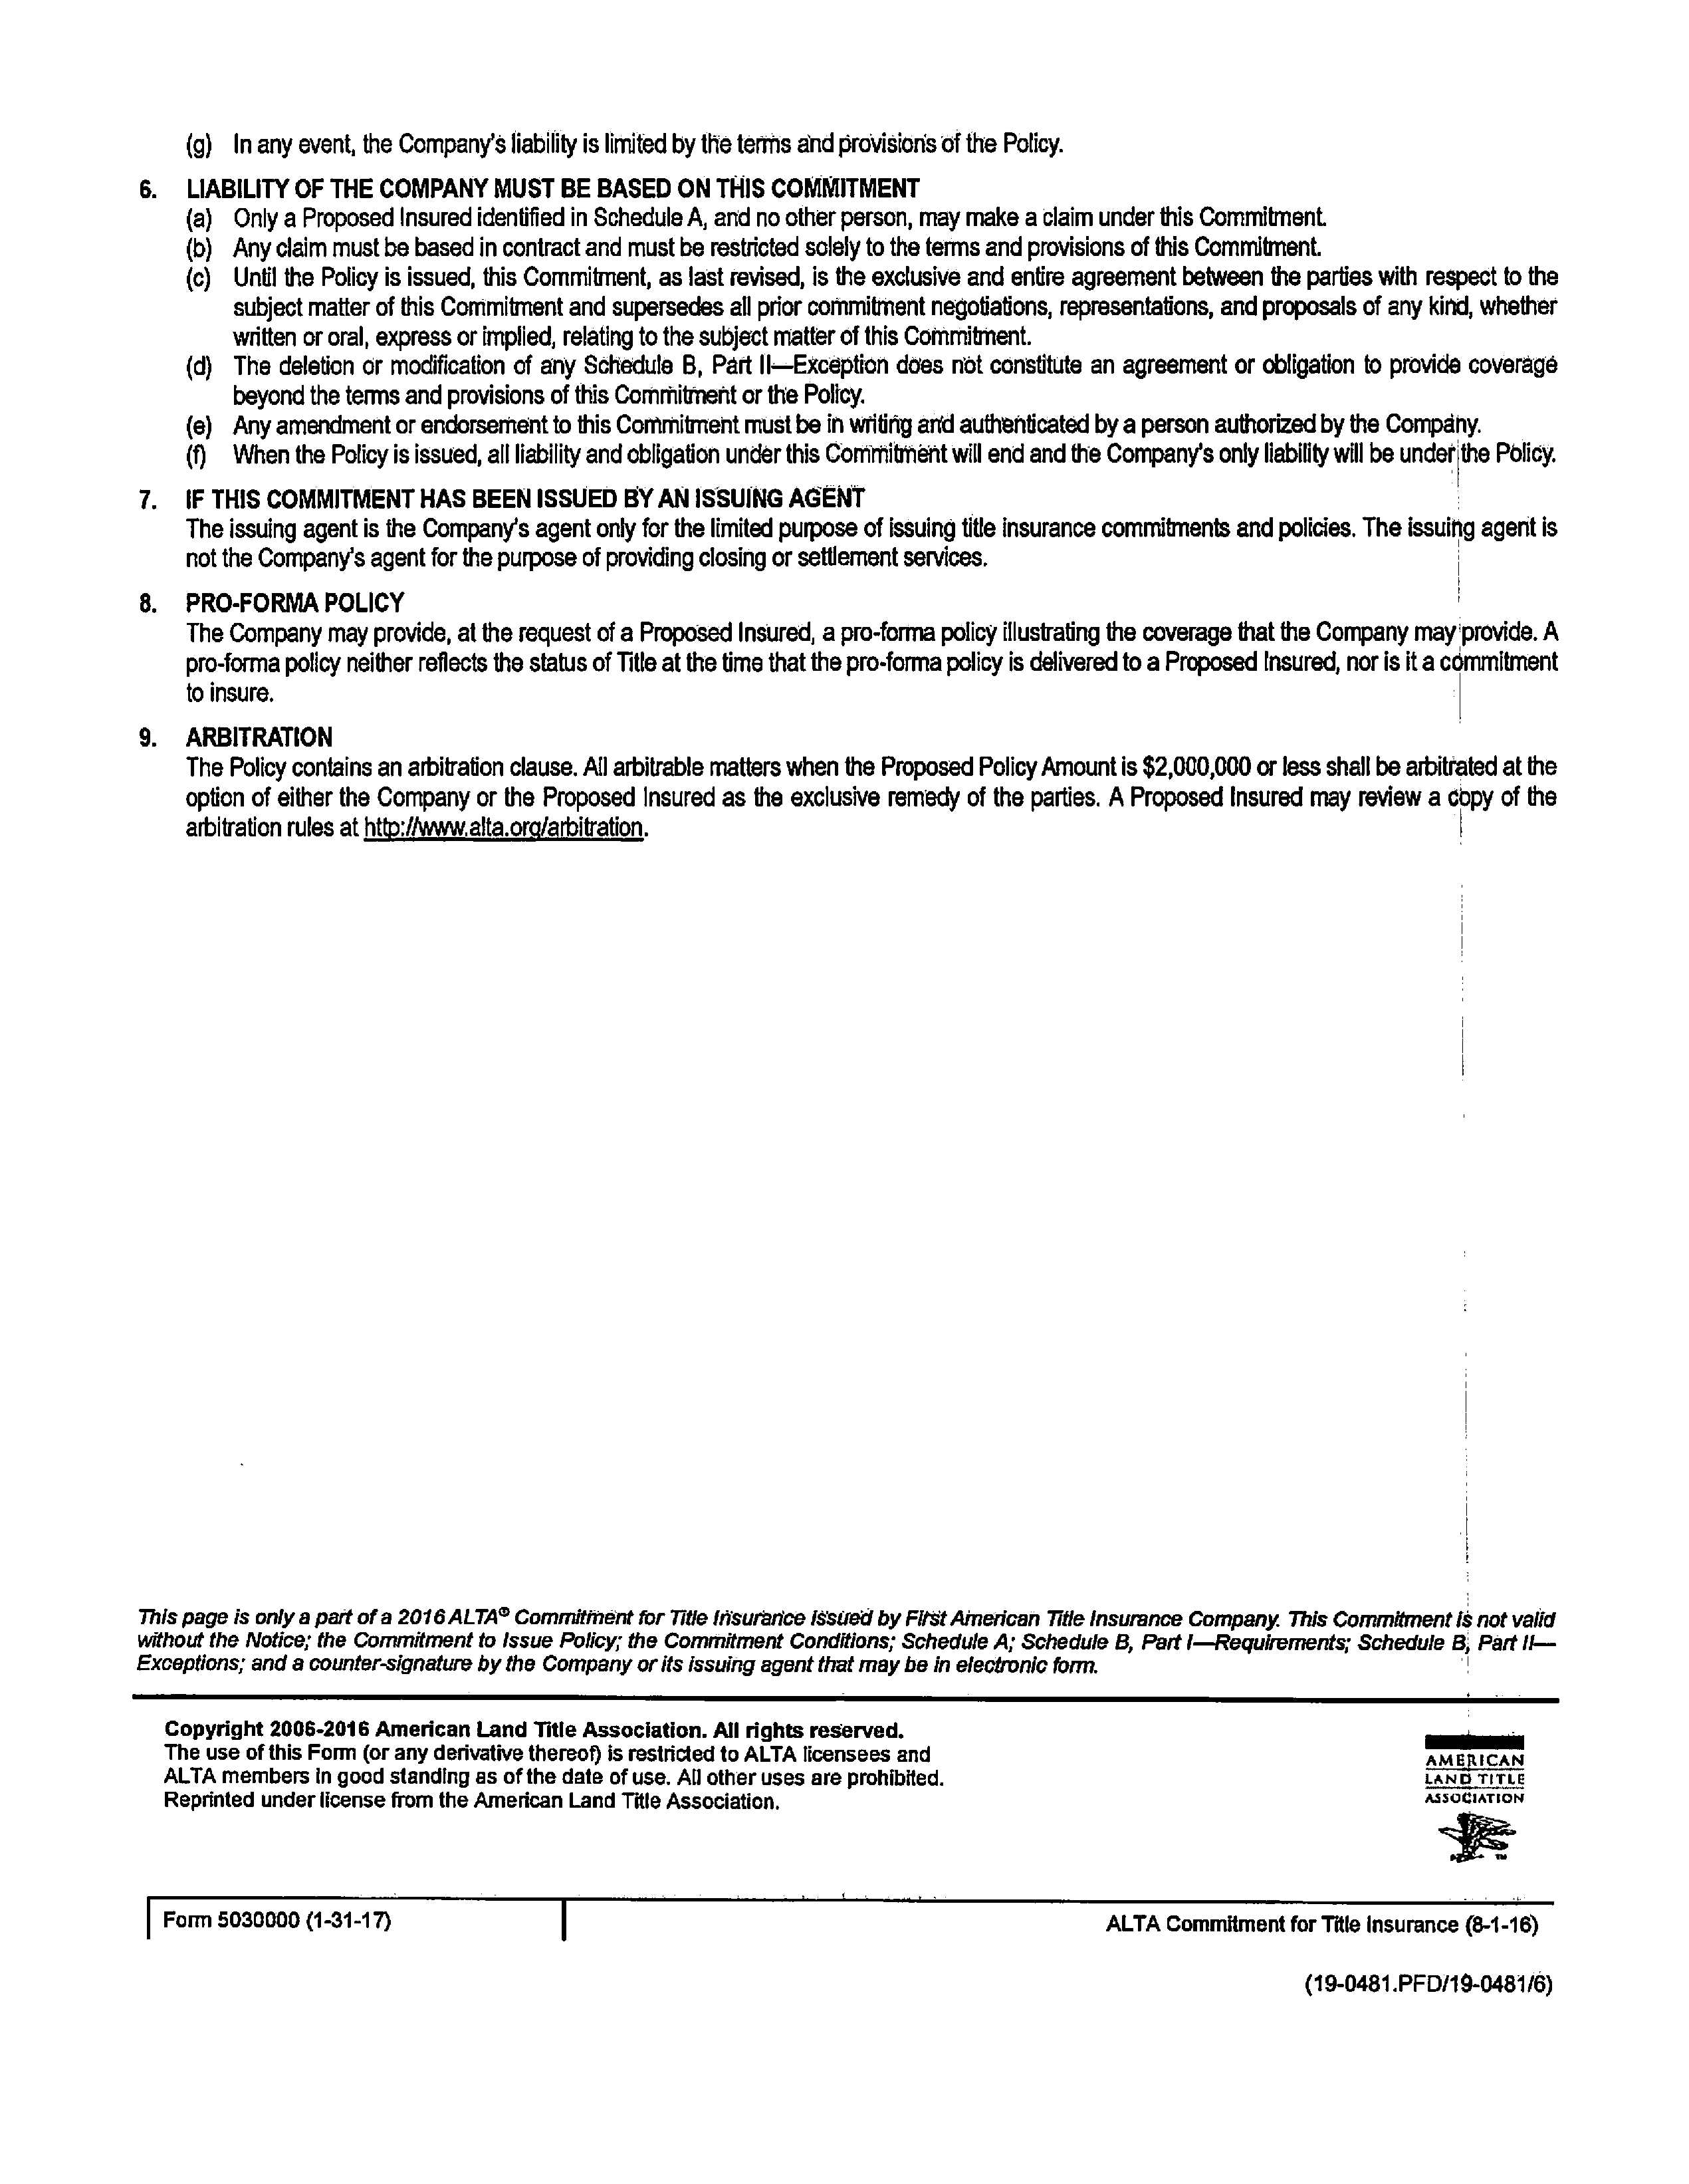 (g) In any event, the Company's liability is limited by the terms and provisions of the Policy.
6. LIABILITY OF THE COMPANY MUST BE BASED ON THIS COMMITMENT
(a) Only a Proposed Insured identified in Schedule A, and no other person, may make a claim under this Commitment.
(b) Any claim must be based in contract and must be restricted solely to the terms and provisions of this Commitment.
(c) Until the Policy is issued, this Commitment, as last revised, is the exclusive and entire agreement between the parties with respect to the
subject matter of this Commitment and supersedes all prior commitment negotiations, representations, and proposals of any kind, whether
written or oral, express or implied, relating to the subject matter of this Commitment.
(d) The deletion or modification of any Schedule B, Part II—Exception does not constitute an agreement or obligation to provide coverage
beyond the terms and provisions of this Commitment or the Policy.
(e) Any amendment or endorsement to this Commitment must be in writing and authenticated by a person authorized by the Company.
(f) When the Policy is issued, all liability and obligation under this Commitment will end and the Company's only liability will be under the Policy.
7. IF THIS COMMITMENT HAS BEEN ISSUED BY AN ISSUING AGENT
The issuing agent is the Company's agent only for the limited purpose of issuing title insurance commitments and policies. The issuing agent is
not the Company's agent for the purpose of providing closing or settlement services.
8. PRO-FORMA POLICY
The Company may provide, at the request of a Proposed Insured, a pro-forma policy illustrating the coverage that the Company may provide. A
pro-forma policy neither reflects the status of Title at the time that the pro-forma policy is delivered to a Proposed Insured, nor is it a commitment
to insure.
9. ARBITRATION
The Policy contains an arbitration clause. All arbitrable matters when the Proposed Policy Amount is $2,000,000 or less shall be arbitrated at the
option of either the Company or the Proposed Insured as the exclusive remedy of the parties. A Proposed Insured may review a copy of the
arbitration rules at http://www.alta.org/arbitration.
This page is only a part of a 2016 ALTA® Commitment for Title Insurance issued by First American Title Insurance Company. This Commitment is not valid
without the Notice; the Commitment to Issue Policy; the Commitment Conditions; Schedule A; Schedule B, Part I—Requirements; Schedule B, Part II—
Exceptions; and a counter-signature by the Company or its issuing agent that may be in electronic form.
Copyright 2006-2016 American Land Title Association. All rights reserved.
The use of this Form (or any derivative thereof) is restricted to ALTA licensees and
ALTA members in good standing as of the date of use. All other uses are prohibited.
Reprinted under license from the American Land Title Association.
AMERICAN
LAND TITLE
ASSOCIATION
TM
Form 5030000 (1-31-17)
ALTA Commitment for Title Insurance (8-1-16)
(19-0481.PFD/19-0481/6)